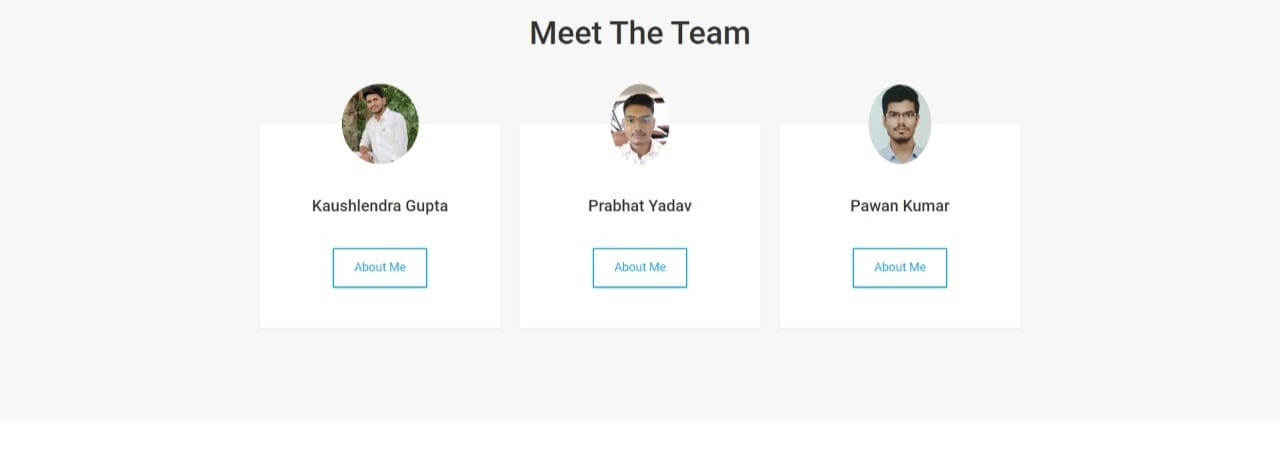 Meet The Team
Kaushlendra Gupta
Prabhat Yadav
Pawan Kumar
About Me
About Me
About Me